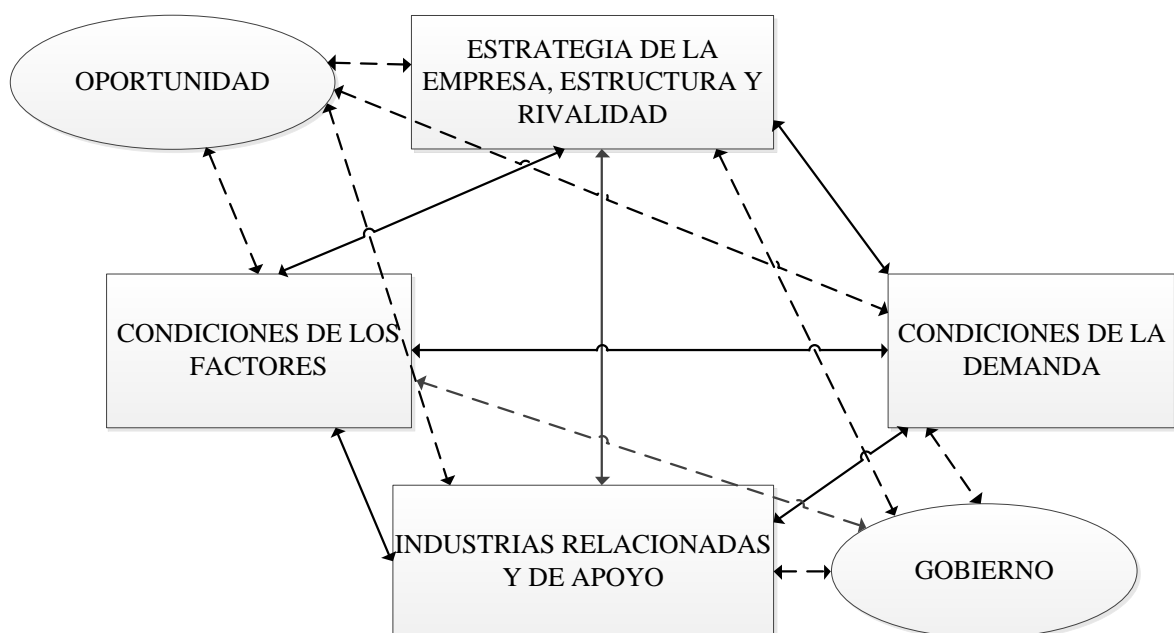 OPORTUNIDAD
ESTRATEGIA DE LA
EMPRESA, ESTRUCTURA Y
RIVALIDAD
CONDICIONES DE LOS
FACTORES
CONDICIONES DE LA
DEMANDA
INDUSTRIAS RELACIONADAS
Y DE APOYO
GOBIERNO